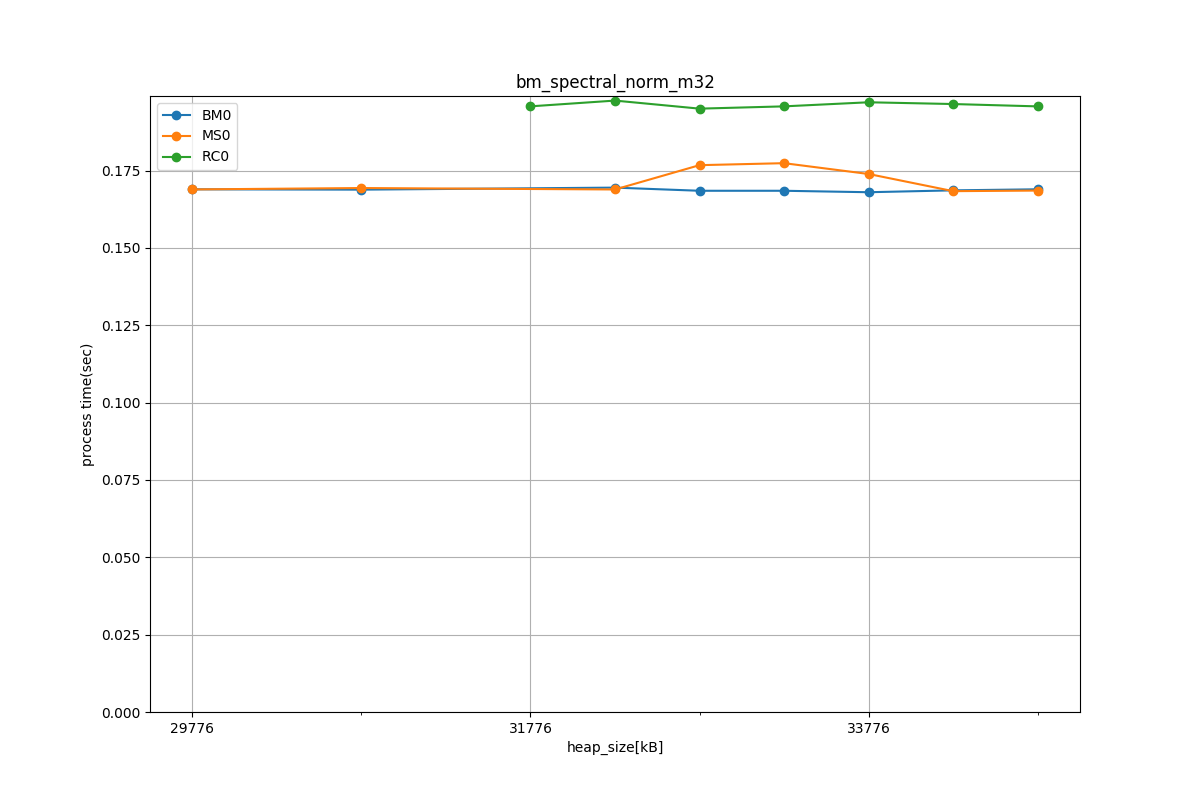 bm_spectral_norm_m32
BM0
MS0
RC0
0.175
0.150
0.125
0.100
0.075
0.050
0.025
0.000
process time(sec)
29776
31776
33776
heap_size[kB]